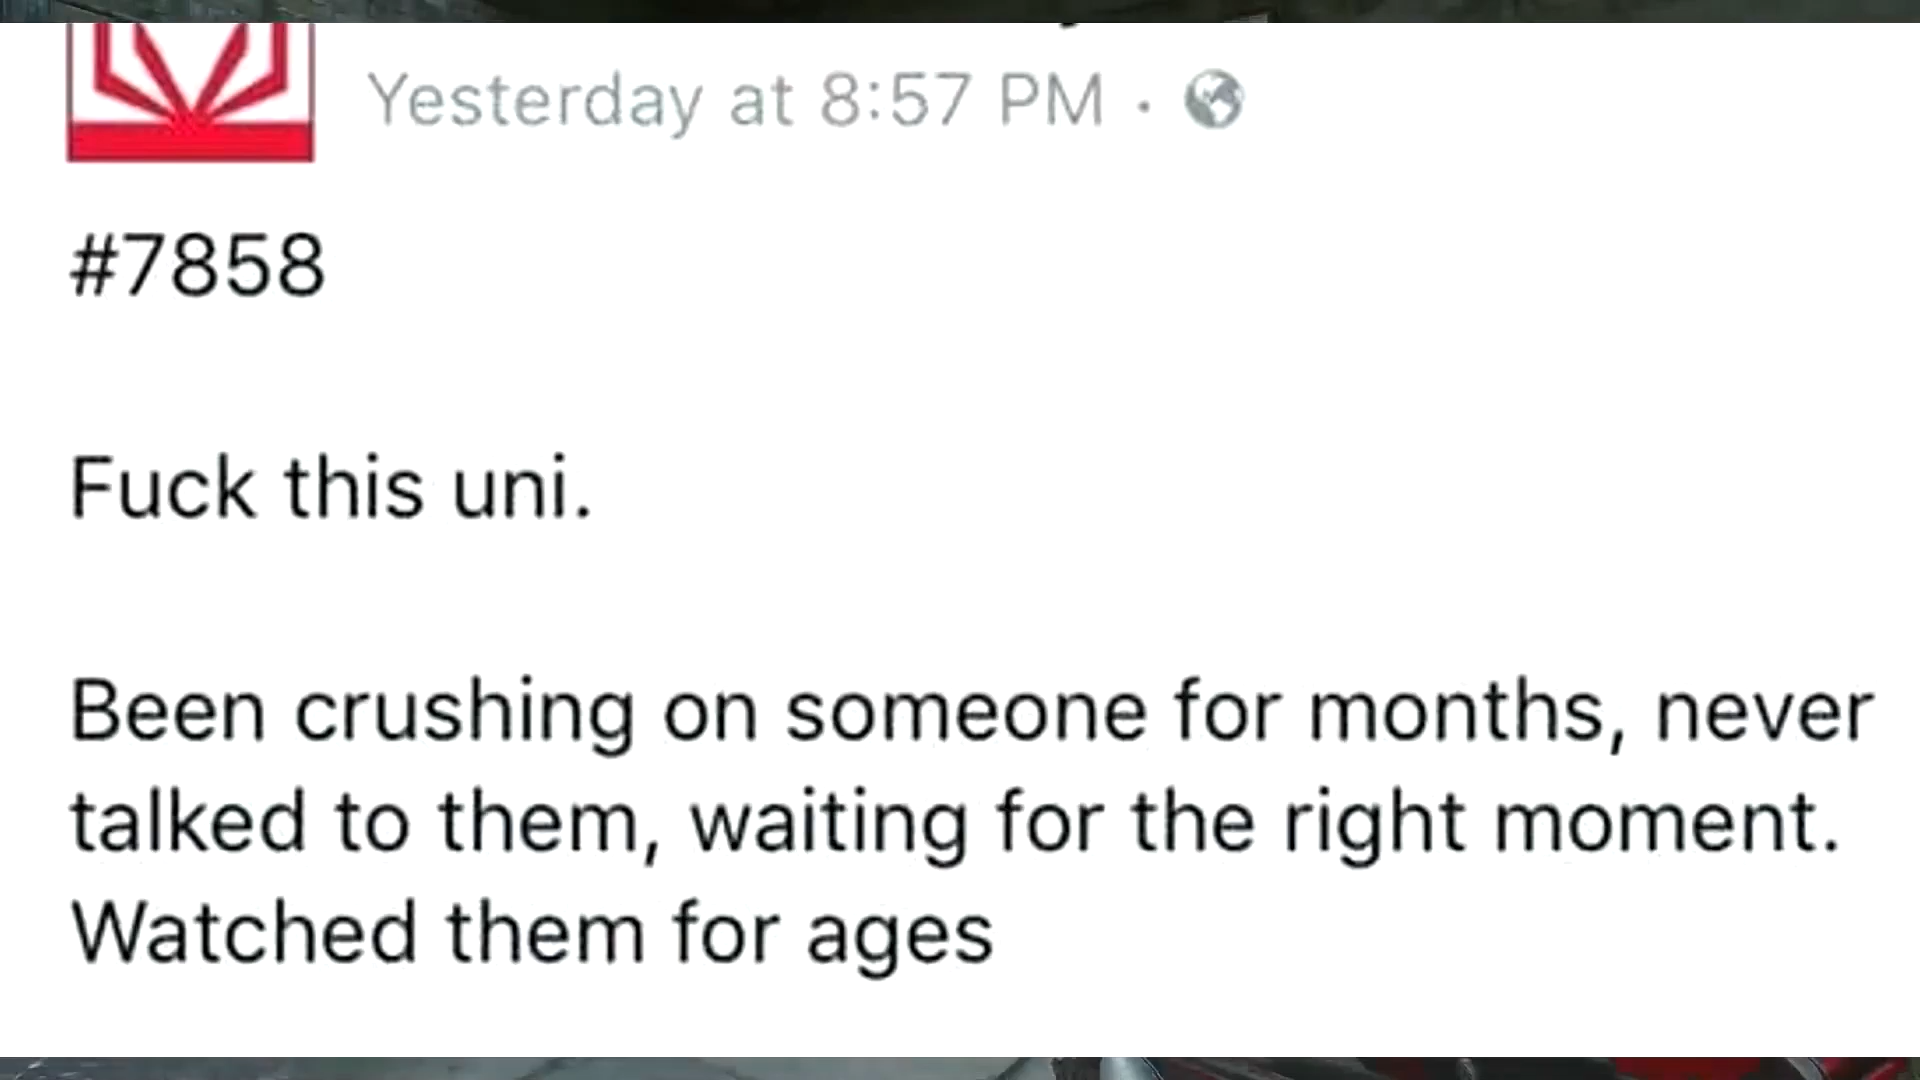 Yesterday at 8:57 PM ·
#7858
Fuck this uni.
Been crushing on someone for months, never
talked to them, waiting for the right moment.
Watched them for ages